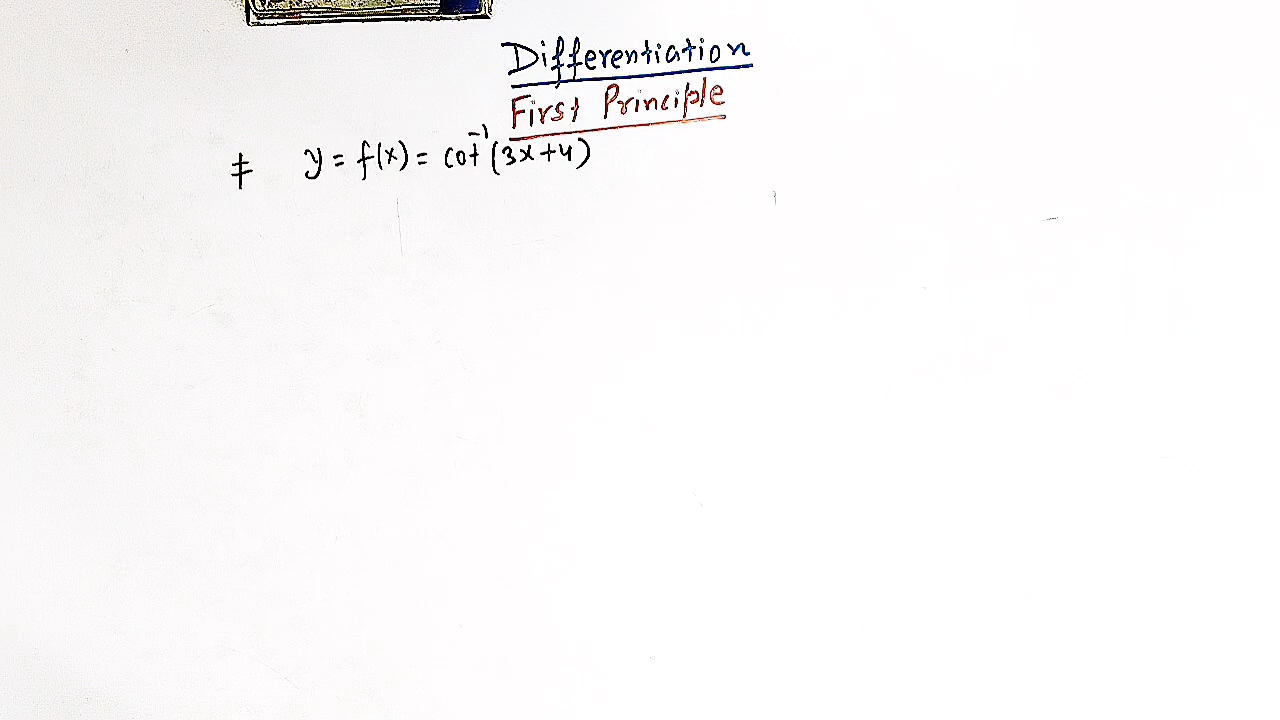 Differentiation
First Principle
# y = f(x) = cot⁻¹(3x+4)